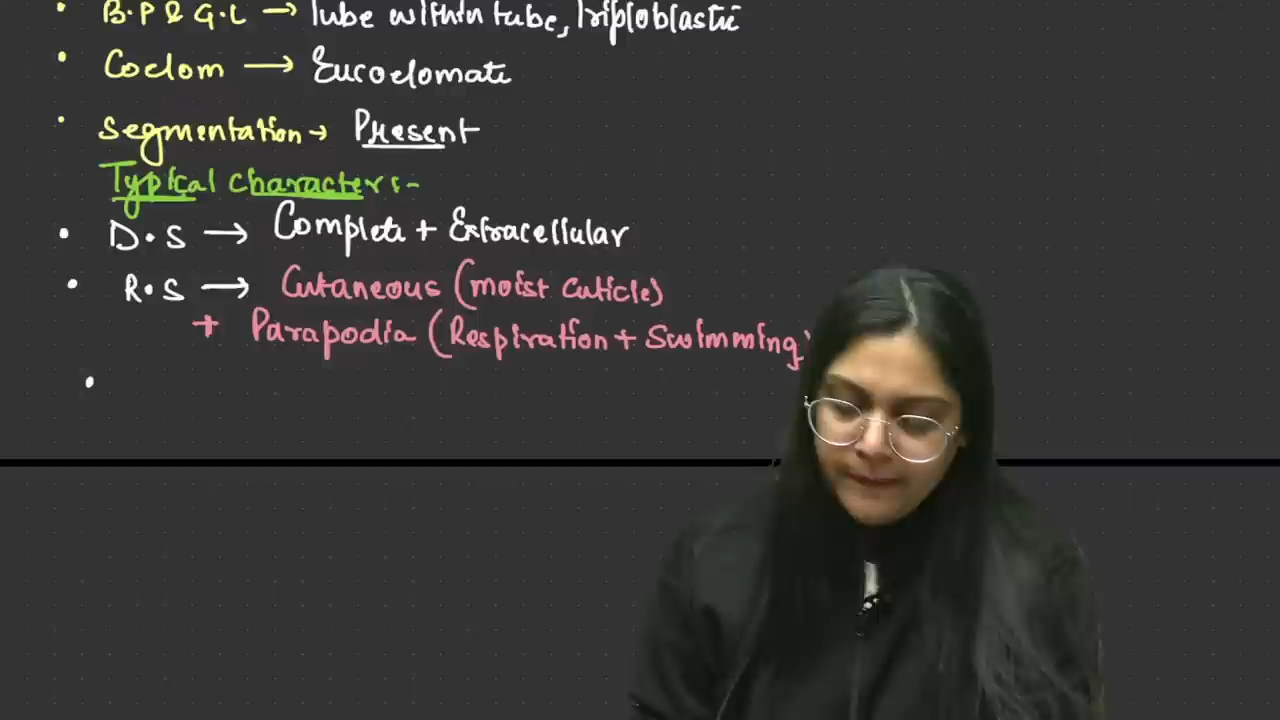 • B.P & G.L → Tube within tube, Triploblastic
• Coelom → Eucoelomate
• Segmentation → Present
Typical characters:-
• D.S → Complete + Extracellular
• R.S → Cutaneous (moist cuticle)
+ Parapodia (Respiration + Swimming)
•